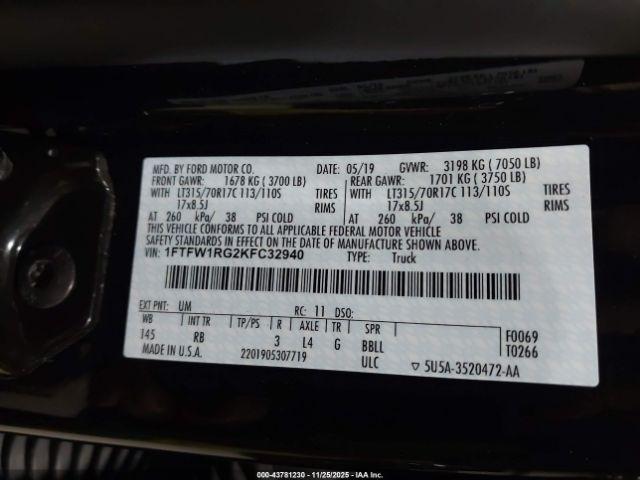 MFD. BY FORD MOTOR CO. DATE: 05/19 GVWR: 3198 KG ( 7050 LB)
FRONT GAWR: 1678 KG ( 3700 LB) REAR GAWR: 1701 KG ( 3750 LB)
WITH LT315/70R17C 113/110S TIRES WITH LT315/70R17C 113/110S TIRES
17x8.5J RIMS 17x8.5J RIMS
AT 260 kPa/ 38 PSI COLD AT 260 kPa/ 38 PSI COLD
THIS VEHICLE CONFORMS TO ALL APPLICABLE FEDERAL MOTOR VEHICLE
SAFETY STANDARDS IN EFFECT ON THE DATE OF MANUFACTURE SHOWN ABOVE.
VIN: 1FTFW1RG2KFC32940 TYPE: Truck
EXT PNT: UM RC: 11 DSO:
WB INT TR TP/PS R AXLE TR SPR F0069
145 RB 3 L4 G BBLL T0266
MADE IN U.S.A. 2201905307719 ULC ▽ 5U5A-3520472-AA
000-43781230 - 11/25/2025 - IAA Inc.